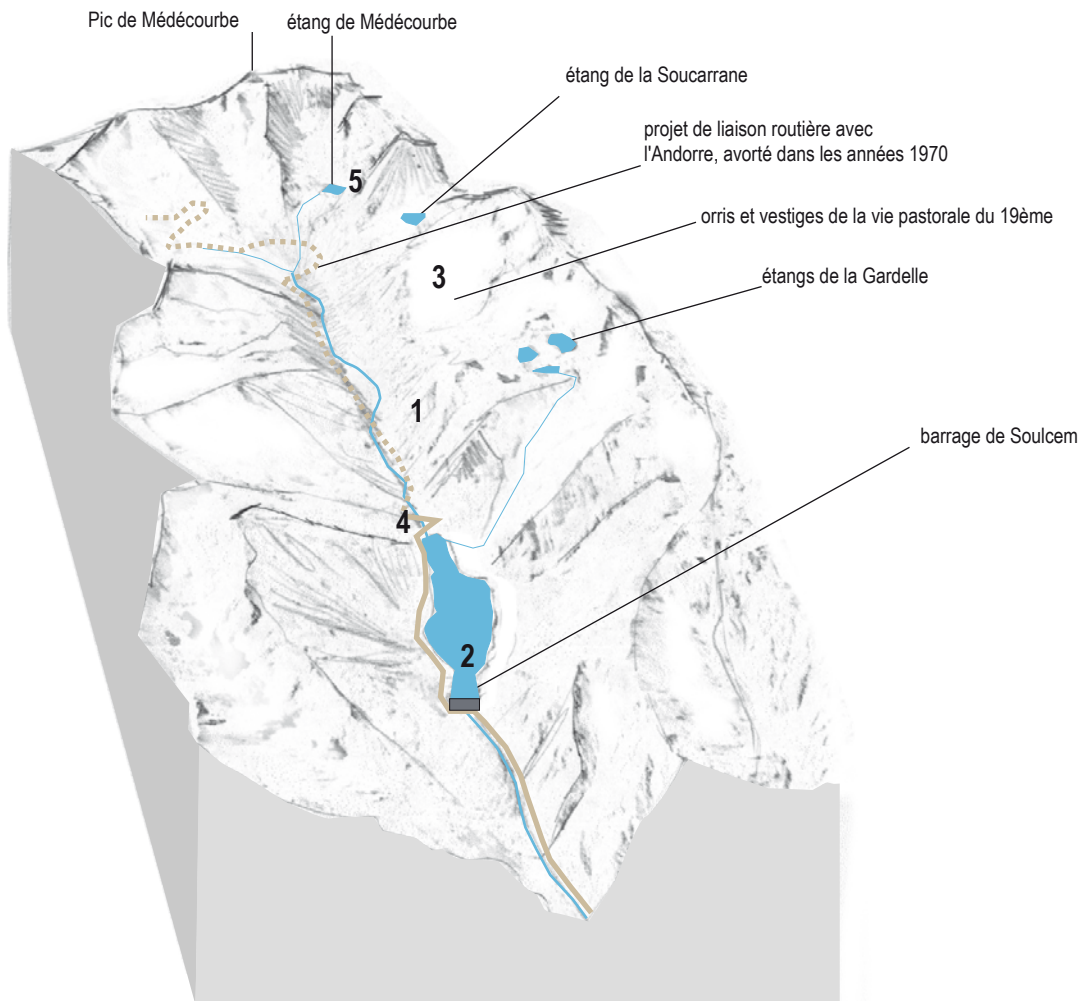 Pic de Médécourbe
étang de Médécourbe
étang de la Soucarrane
projet de liaison routière avec
l'Andorre, avorté dans les années 1970
5
orris et vestiges de la vie pastorale du 19ème
3
étangs de la Gardelle
1
barrage de Soulcem
4
2